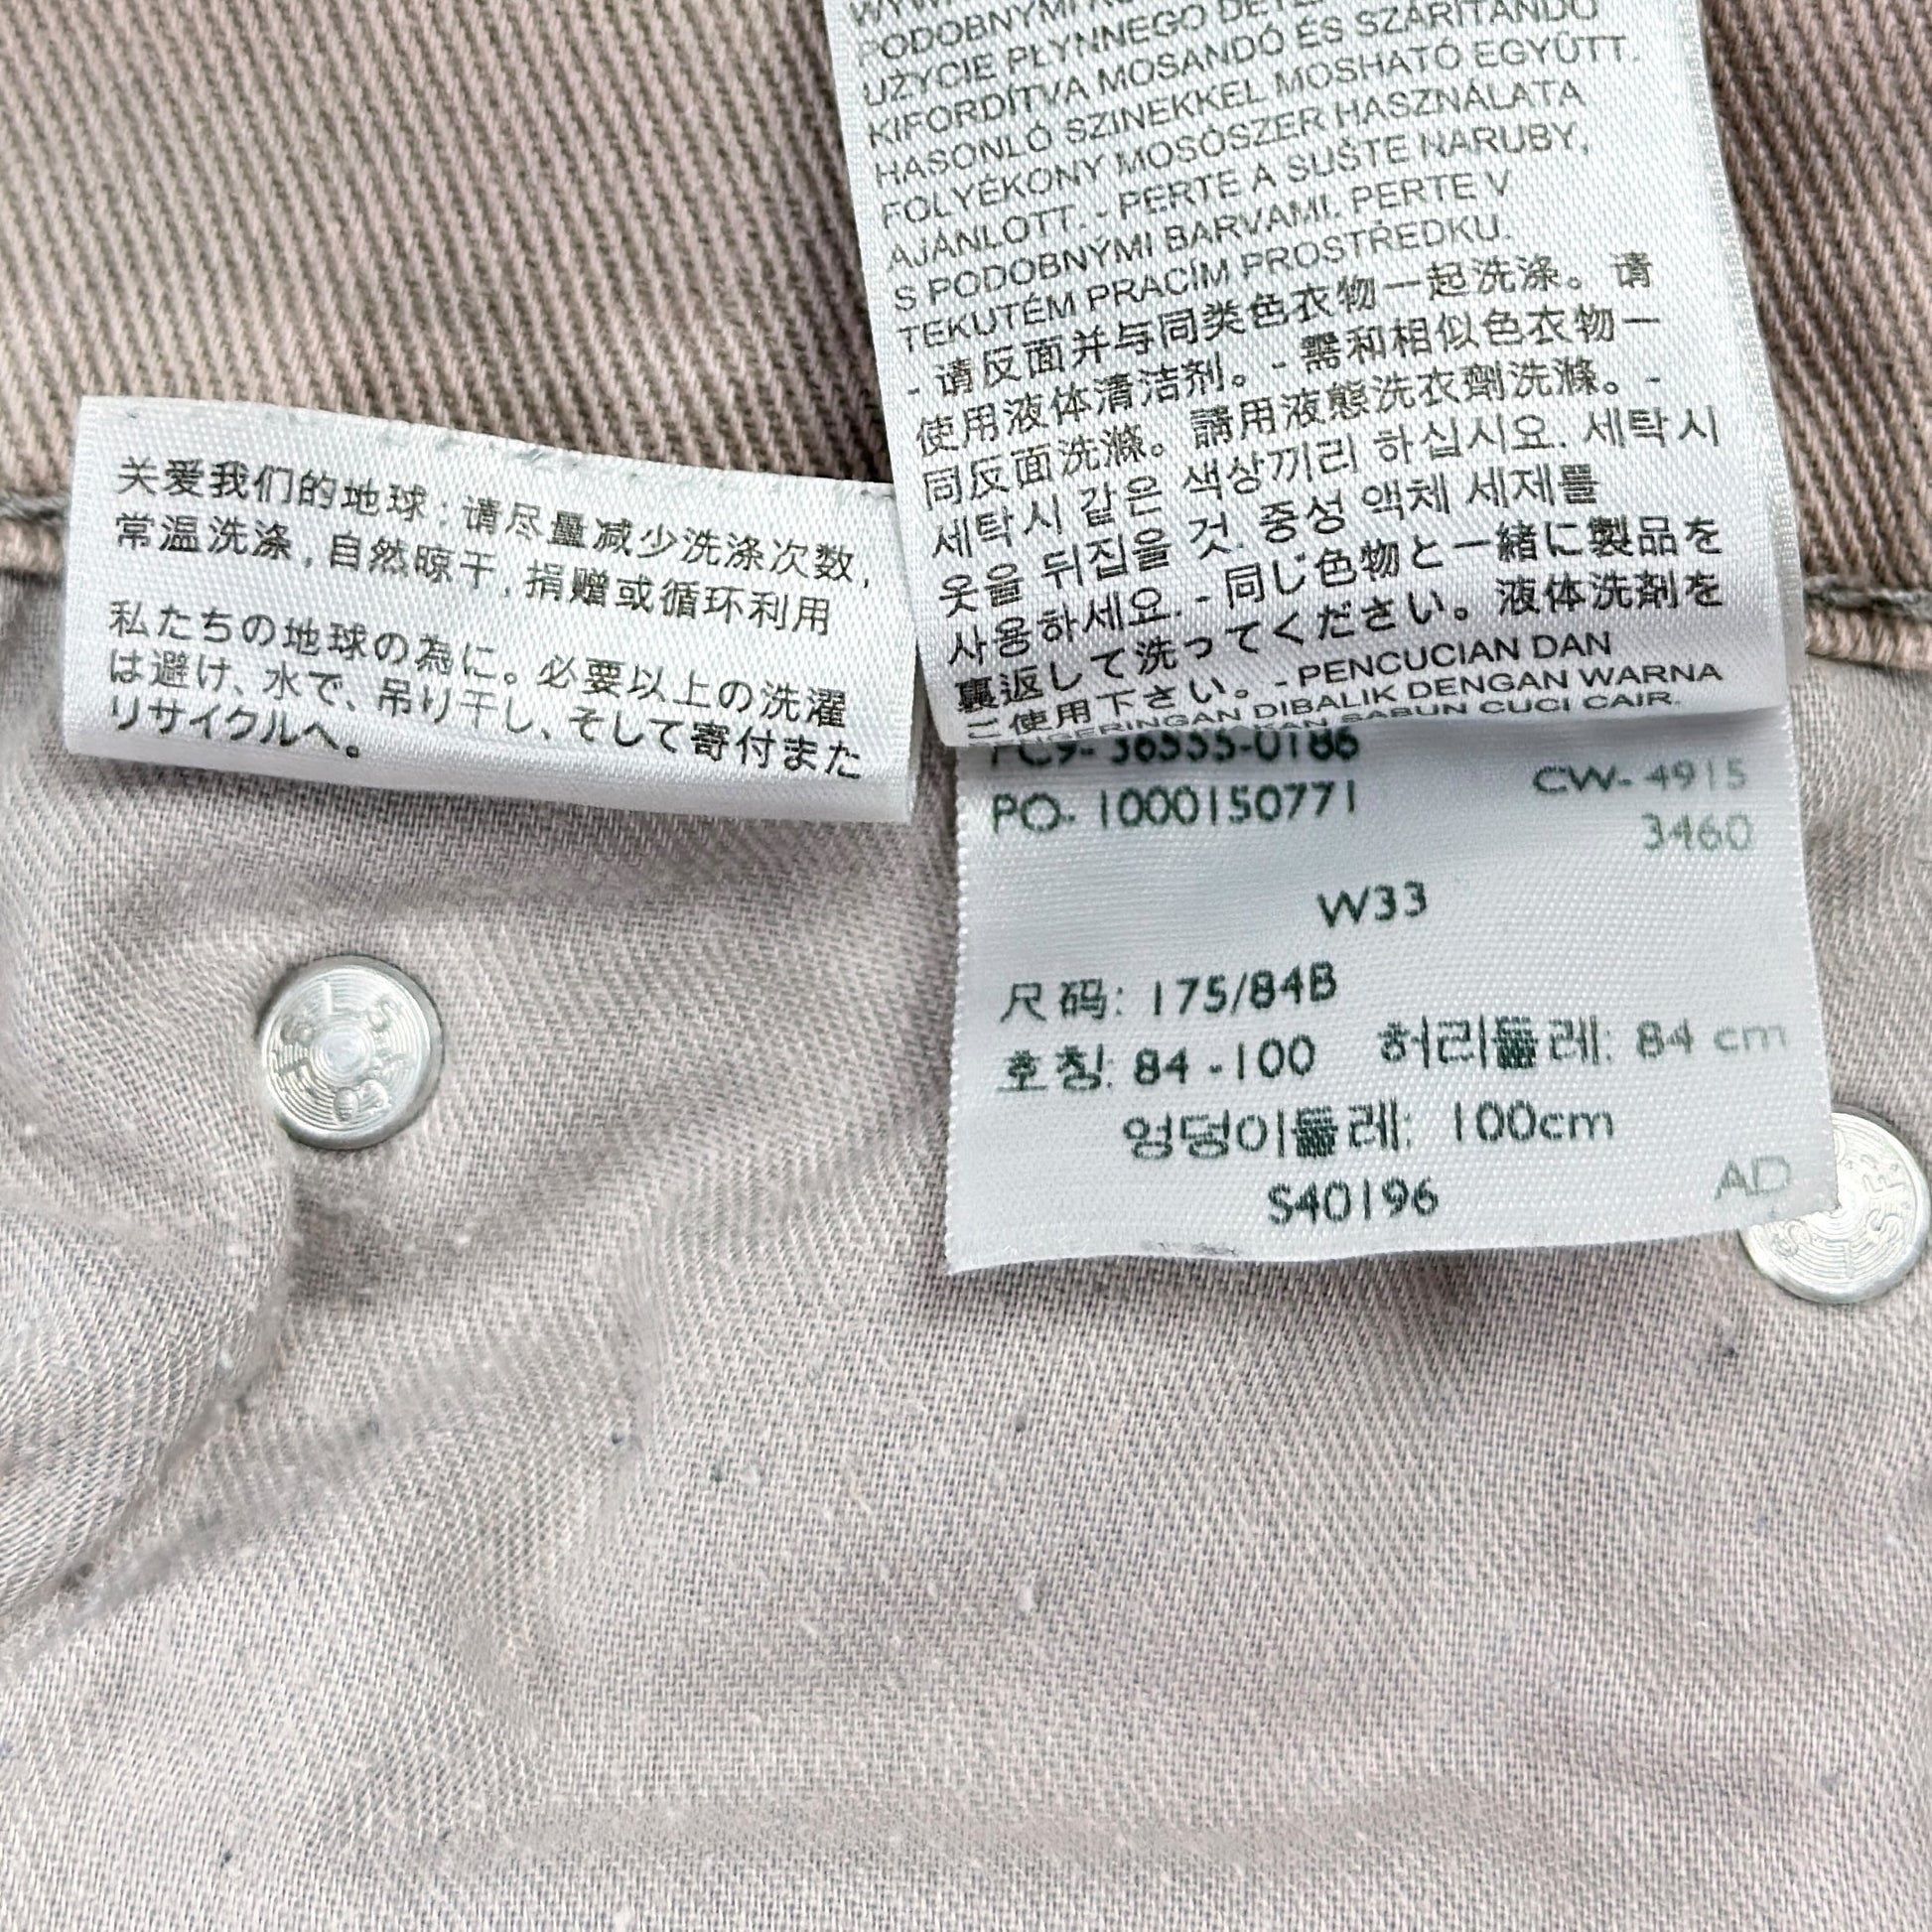 关爱我们的地球:请尽量减少洗涤次数,
常温洗涤,自然晾干,捐赠或循环利用
私たちの地球の為に。必要以上の洗濯
は避け、水で、吊り干し、そして寄付また
リサイクルへ。
UŻYCIE PŁYNNEGO
KIFORDÍTVA MOSANDÓ ÉS SZÁRÍTANDÓ
HASONLÓ SZINEKKEL MOSHATÓ EGYÜTT.
FOLYÉKONY MOSÓSZER HASZNÁLATA
AJÁNLOTT. - PERTE A SUŠTE NARUBY,
S PODOBNÝMI BARVAMI. PERTE V
TEKUTÉM PRACÍM PROSTŘEDKU.
- 请反面并与同类色衣物一起洗涤。请
使用液体清洁剂。- 需和相似色衣物一
同反面洗滌。請用液態洗衣劑洗滌。-
세탁시 같은 색상끼리 하십시요. 세탁시
옷을 뒤집을 것. 중성 액체 세제를
사용하세요. - 同じ色物と一緒に製品を
裏返して洗ってください。液体洗剤を
ご使用下さい。- PENCUCIAN DAN
DIBALIK DENGAN WARNA
SABUN CUCI CAIR.
PC9- 36555-0186
PO- 1000150771
CW- 4915
3460
W33
尺码: 175/84B
호칭: 84 -100 허리둘레: 84 cm
엉덩이둘레: 100cm
S40196
AD